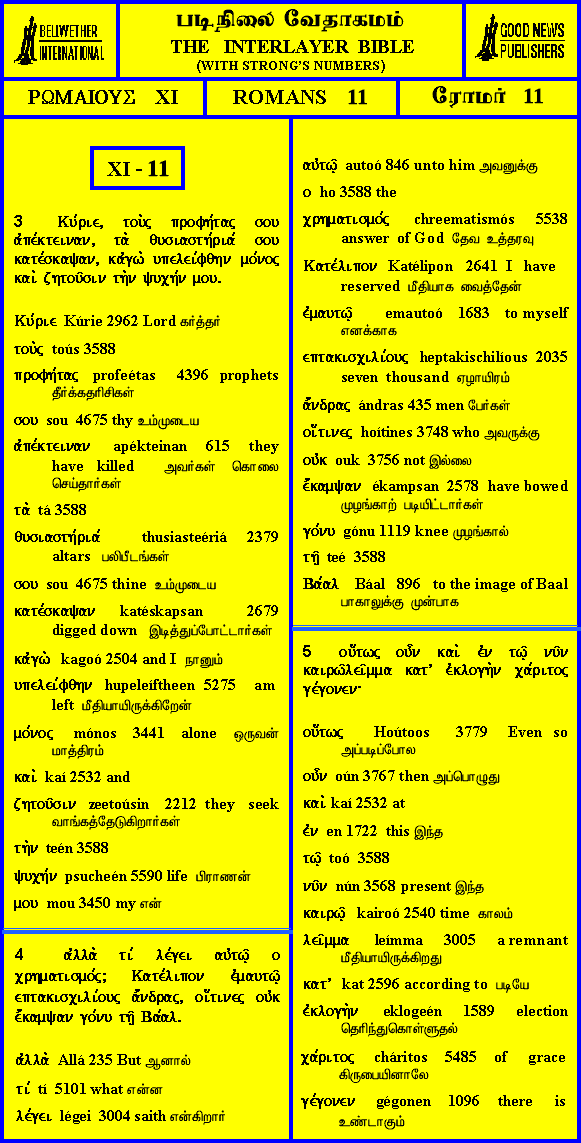 BELLWETHER
INTERNATIONAL
படிநிலை வேதாகமம்
THE INTERLAYER BIBLE
(WITH STRONG'S NUMBERS)
GOOD NEWS
PUBLISHERS
ΡΩΜΑΙΟΥΣ XI
ROMANS 11
ரோமர் 11
XI - 11
3 Κύριε, τοὺς προφήτας σου
ἀπέκτειναν, τὰ θυσιαστήριά σου
κατέσκαψαν, κἀγὼ υπελείφθην μόνος
καὶ ζητοῦσιν τὴν ψυχήν μου.
Κύριε Kúrie 2962 Lord கர்த்தர்
τοὺς toús 3588
προφήτας profeétas 4396 prophets
தீர்க்கதரிசிகள்
σου sou 4675 thy உம்முடைய
ἀπέκτειναν apékteinan 615 they
have killed அவர்கள் கொலை
செய்தார்கள்
τὰ tá 3588
θυσιαστήριά thusiasteériá 2379
altars பலிபீடங்கள்
σου sou 4675 thine உம்முடைய
κατέσκαψαν katéskapsan 2679
digged down இடித்துப்போட்டார்கள்
κἀγὼ kagoó 2504 and I நானும்
υπελείφθην hupeleíftheen 5275 am
left மீதியாயிருக்கிறேன்
μόνος mónos 3441 alone ஒருவன்
மாத்திரம்
καὶ kaí 2532 and
ζητοῦσιν zeetoúsin 2212 they seek
வாங்கத்தேடுகிறார்கள்
τὴν teén 3588
ψυχήν psucheén 5590 life பிராணன்
μου mou 3450 my என்
4 ἀλλὰ τί λέγει αὐτῷ ο
χρηματισμός; Κατέλιπον ἐμαυτῷ
επτακισχιλίους ἄνδρας, οἵτινες οὐκ
ἔκαμψαν γόνυ τῇ Βάαλ.
ἀλλὰ Allá 235 But ஆனால்
τί tí 5101 what என்ன
λέγει légei 3004 saith என்கிறார்
αὐτῷ autoó 846 unto him அவனுக்கு
ο ho 3588 the
χρηματισμός chreematismós 5538
answer of God தேவ உத்தரவு
Κατέλιπον Katélipon 2641 I have
reserved மீதியாக வைத்தேன்
ἐμαυτῷ emautoó 1683 to myself
எனக்காக
επτακισχιλίους heptakischilíous 2035
seven thousand ஏழாயிரம்
ἄνδρας ándras 435 men பேர்கள்
οἵτινες hoítines 3748 who அவருக்கு
οὐκ ouk 3756 not இல்லை
ἔκαμψαν ékampsan 2578 have bowed
முழங்காற் படியிட்டார்கள்
γόνυ gónu 1119 knee முழங்கால்
τῇ teé 3588
Βάαλ Báal 896 to the image of Baal
பாகாலுக்கு முன்பாக
5 οὕτως οὖν καὶ ἐν τῷ νῦν
καιρῷλεῖμμα κατ' ἐκλογὴν χάριτος
γέγονεν·
οὕτως Hoútoos 3779 Even so
அப்படிப்போல
οὖν oún 3767 then அப்பொழுது
καὶ kaí 2532 at
ἐν en 1722 this இந்த
τῷ toó 3588
νῦν nún 3568 present இந்த
καιρῷ kairoó 2540 time காலம்
λεῖμμα leímma 3005 a remnant
மீதியாயிருக்கிறது
κατ' kat 2596 according to படியே
ἐκλογὴν eklogeén 1589 election
தெரிந்துகொள்ளுதல்
χάριτος cháritos 5485 of grace
கிருபையினாலே
γέγονεν gégonen 1096 there is
உண்டாகும்